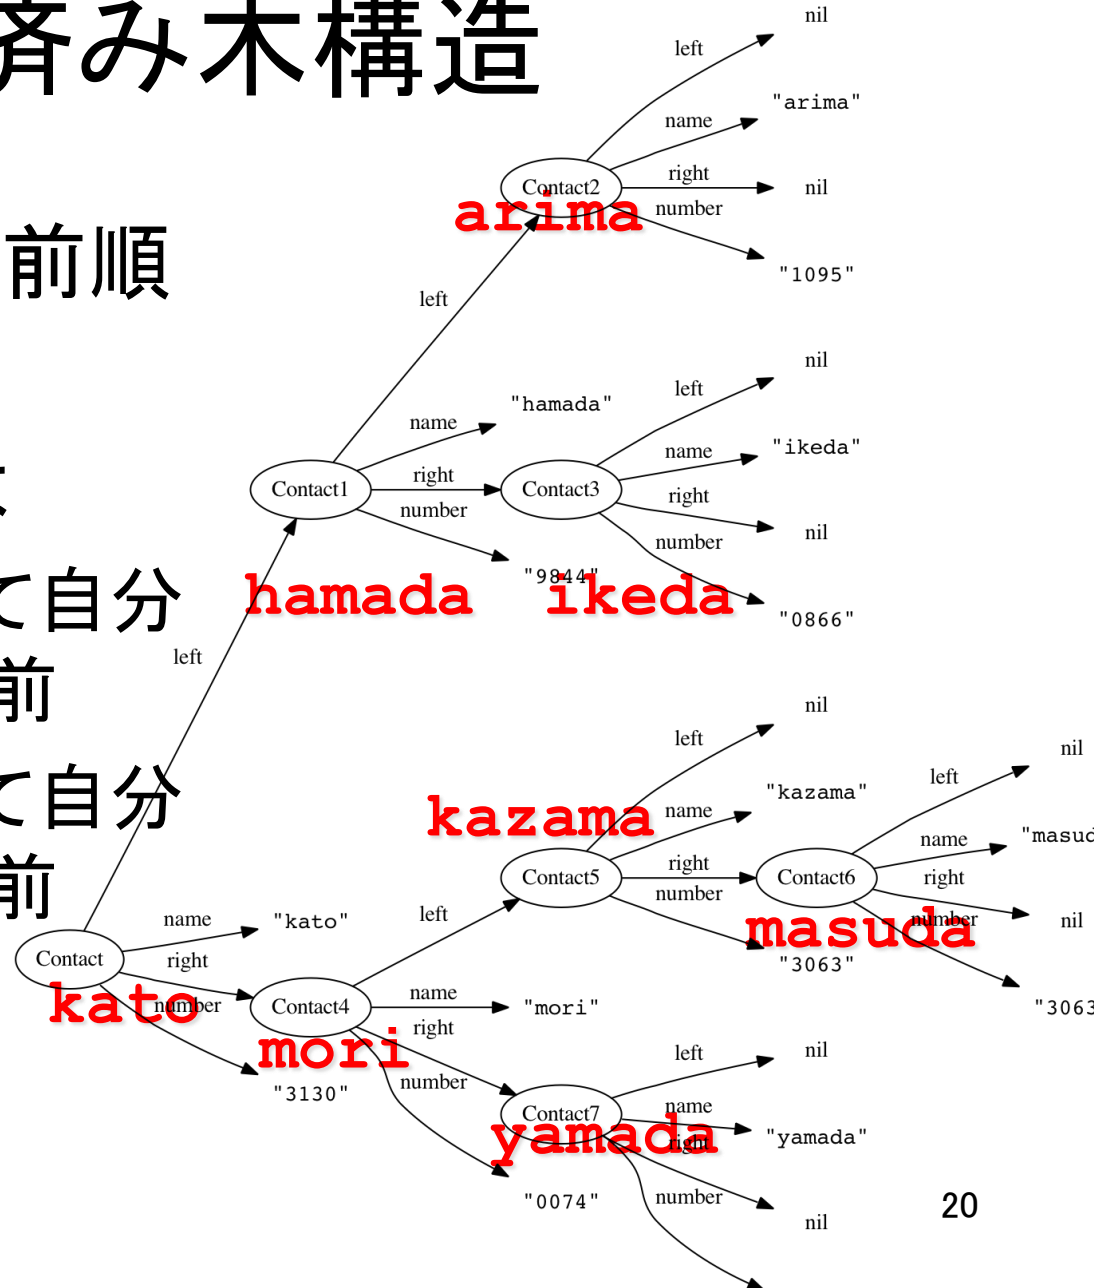 済み木構造
前順
て自分
前
て自分
前
nil
left
"arima"
name
right
nil
Contact2
arima
number
"1095"
left
nil
left
"hamada"
name
"ikeda"
name
Contact1
right
Contact3
right
number
nil
number
"9844"
hamada
ikeda
"0866"
left
nil
left
nil
left
"kazama"
kazama
name
"masud
name
right
Contact5
Contact6
right
number
left
name
"kato"
number
nil
masuda
Contact
right
"3063"
name
Contact4
"mori"
"3063
kato
number
right
mori
left
nil
number
"3130"
name
Contact7
yamada
"yamada"
right
number
"0074"
nil
20